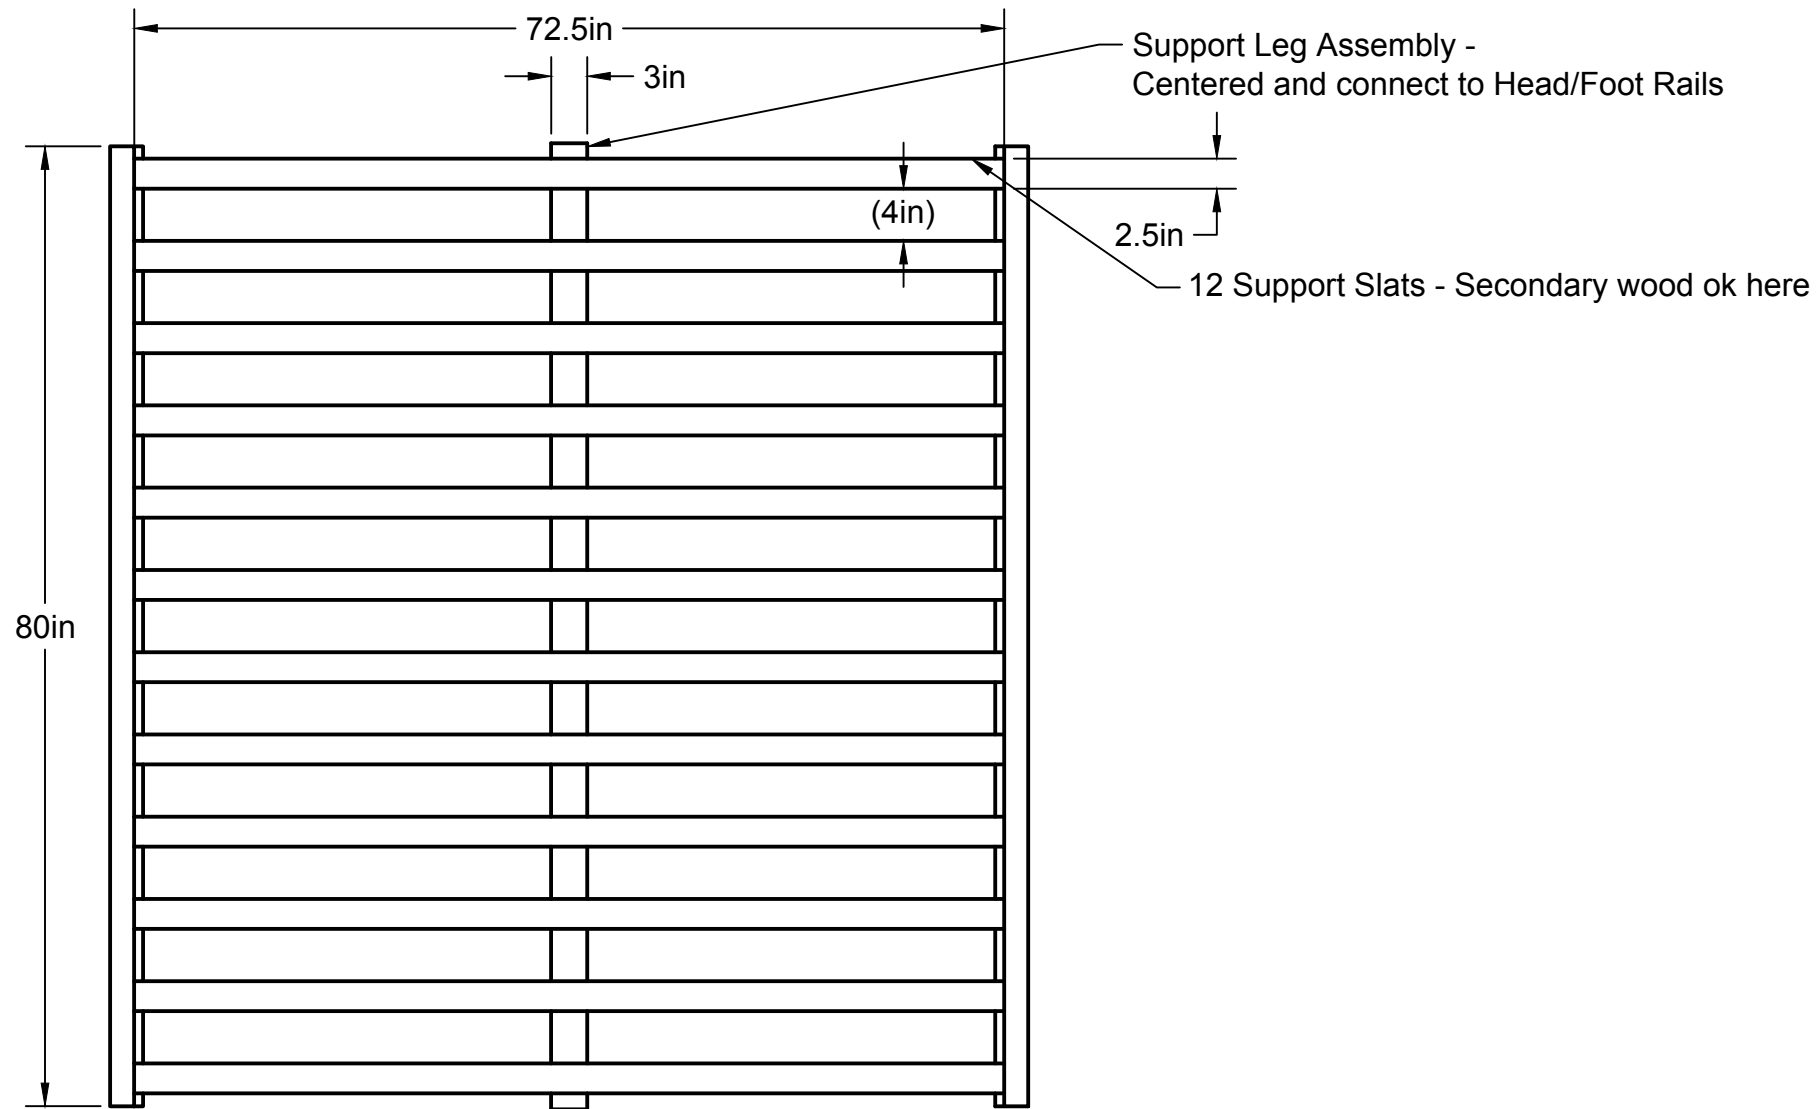 72.5in
3in
Support Leg Assembly -
Centered and connect to Head/Foot Rails
(4in)
2.5in
12 Support Slats - Secondary wood ok here
80in